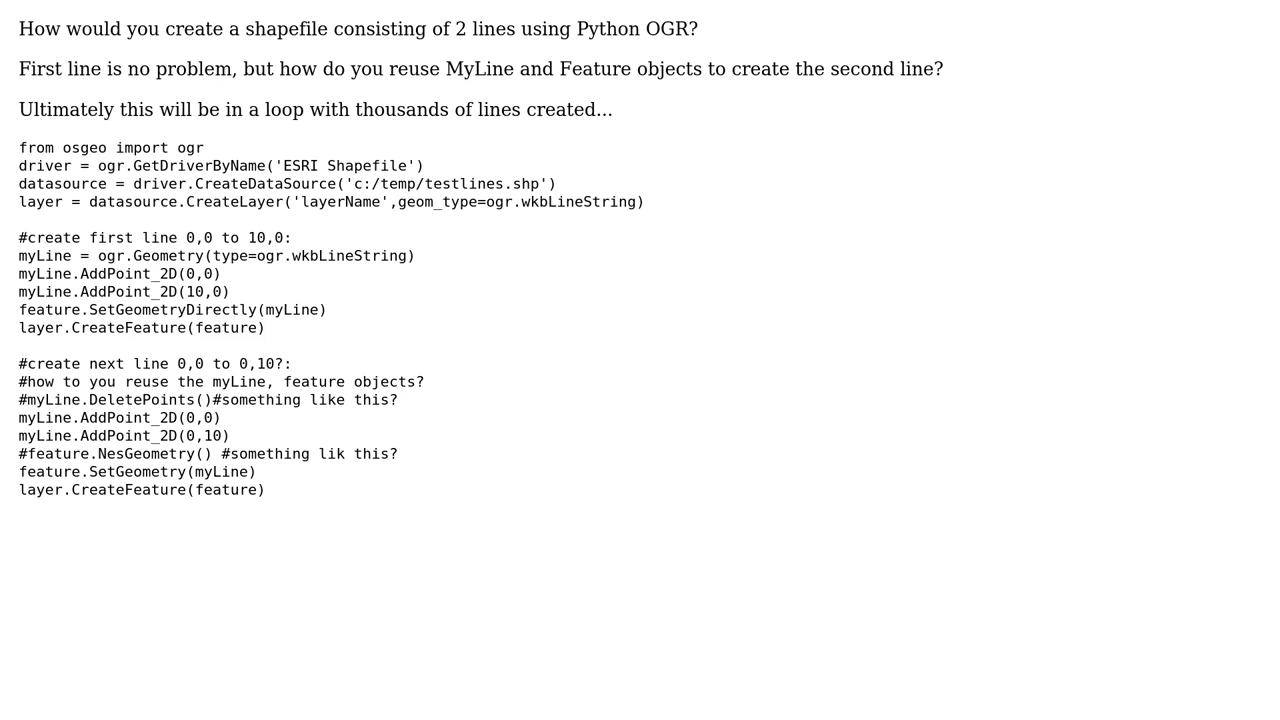 How would you create a shapefile consisting of 2 lines using Python OGR?
First line is no problem, but how do you reuse MyLine and Feature objects to create the second line?
Ultimately this will be in a loop with thousands of lines created...
from osgeo import ogr
driver = ogr.GetDriverByName('ESRI Shapefile')
datasource = driver.CreateDataSource('c:/temp/testlines.shp')
layer = datasource.CreateLayer('layerName',geom_type=ogr.wkbLineString)
#create first line 0,0 to 10,0:
myLine = ogr.Geometry(type=ogr.wkbLineString)
myLine.AddPoint_2D(0,0)
myLine.AddPoint_2D(10,0)
feature.SetGeometryDirectly(myLine)
layer.CreateFeature(feature)
#create next line 0,0 to 0,10?:
#how to you reuse the myLine, feature objects?
#myLine.DeletePoints()#something like this?
myLine.AddPoint_2D(0,0)
myLine.AddPoint_2D(0,10)
#feature.NesGeometry() #something lik this?
feature.SetGeometry(myLine)
layer.CreateFeature(feature)